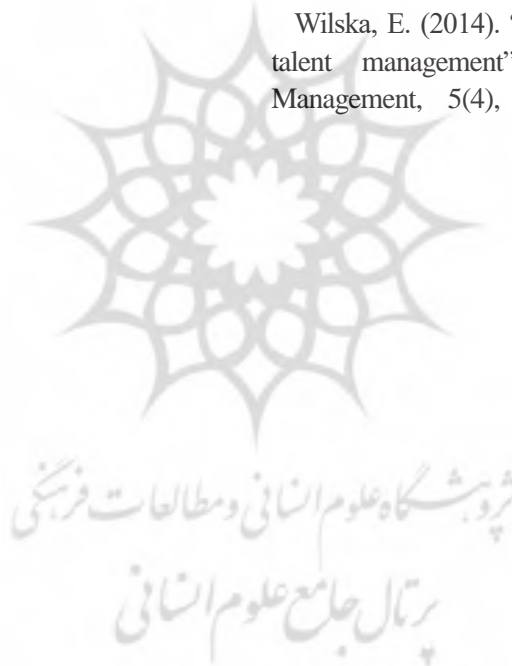 Wilska, E. (2014). “
talent management”
Management, 5(4),
پژوهشگاه علوم انسانی و مطالعات فرهنگی
پرتال جامع علوم انسانی